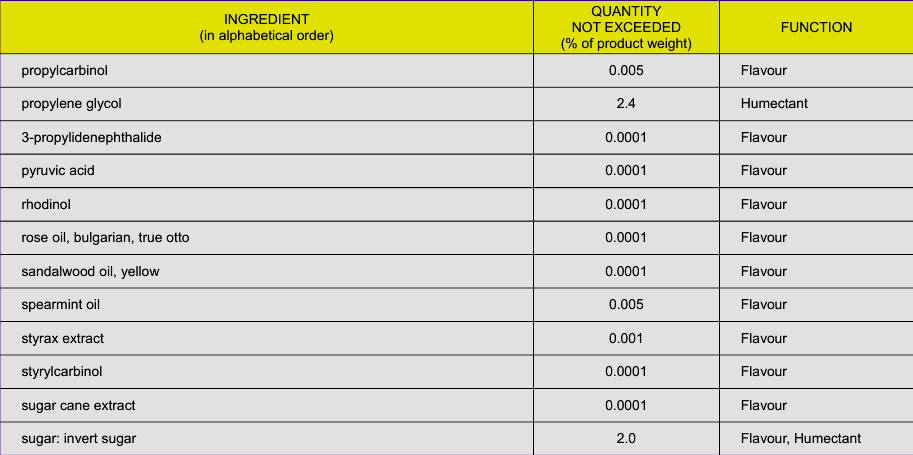 INGREDIENT
(in alphabetical order)
QUANTITY
NOT EXCEEDED
(% of product weight)
FUNCTION
propylcarbinol 0.005 Flavour
propylene glycol 2.4 Humectant
3-propylidenephthalide 0.0001 Flavour
pyruvic acid 0.0001 Flavour
rhodinol 0.0001 Flavour
rose oil, bulgarian, true otto 0.0001 Flavour
sandalwood oil, yellow 0.0001 Flavour
spearmint oil 0.005 Flavour
styrax extract 0.001 Flavour
styrylcarbinol 0.0001 Flavour
sugar cane extract 0.0001 Flavour
sugar: invert sugar 2.0 Flavour, Humectant